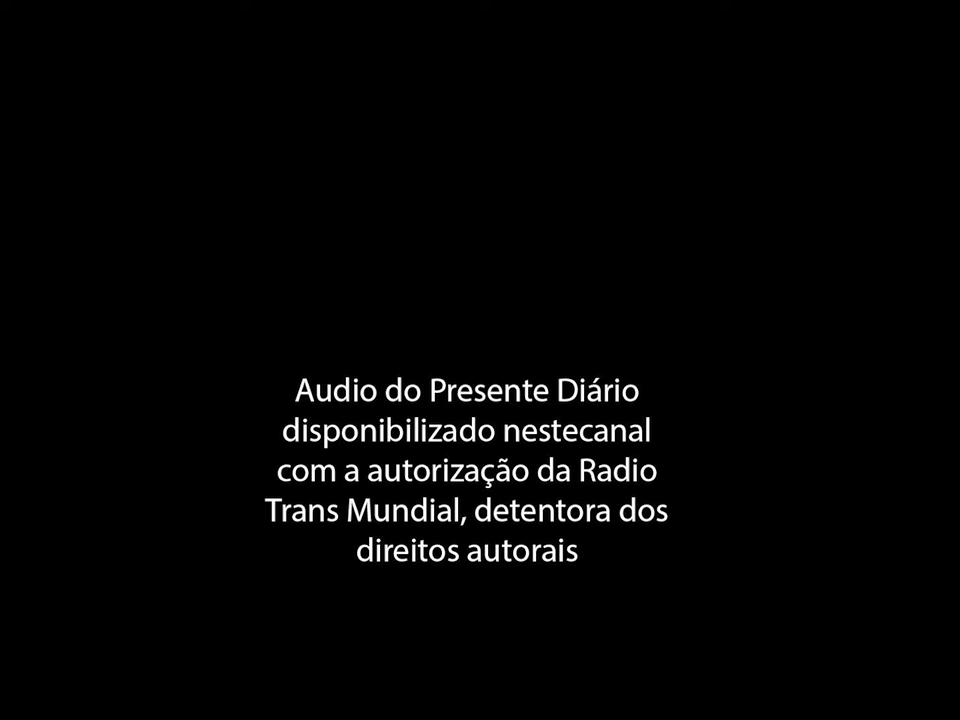 Audio do Presente Diário
disponibilizado nestecanal
com a autorização da Radio
Trans Mundial, detentora dos
direitos autorais